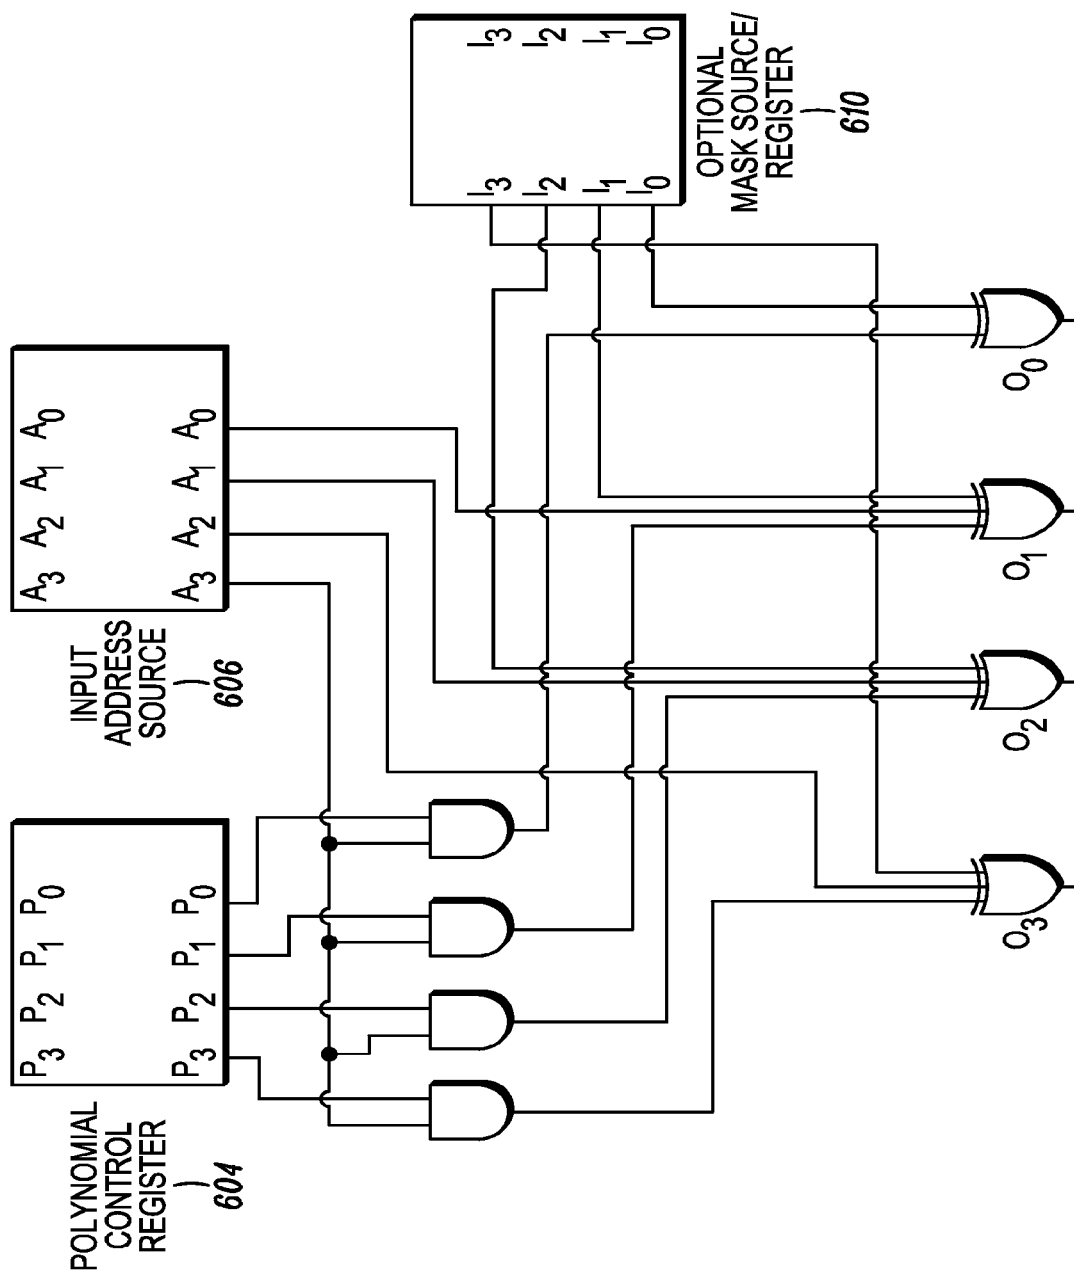 POLYNOMIAL
CONTROL
REGISTER
604
P3 P2 P1 P0
P3 P2 P1 P0
INPUT
ADDRESS
SOURCE
606
A3 A2 A1 A0
A3 A2 A1 A0
I3 I3
I2 I2
I1 I1
I0 I0
OPTIONAL
MASK SOURCE/
REGISTER
610
O3 O2 O1 O0